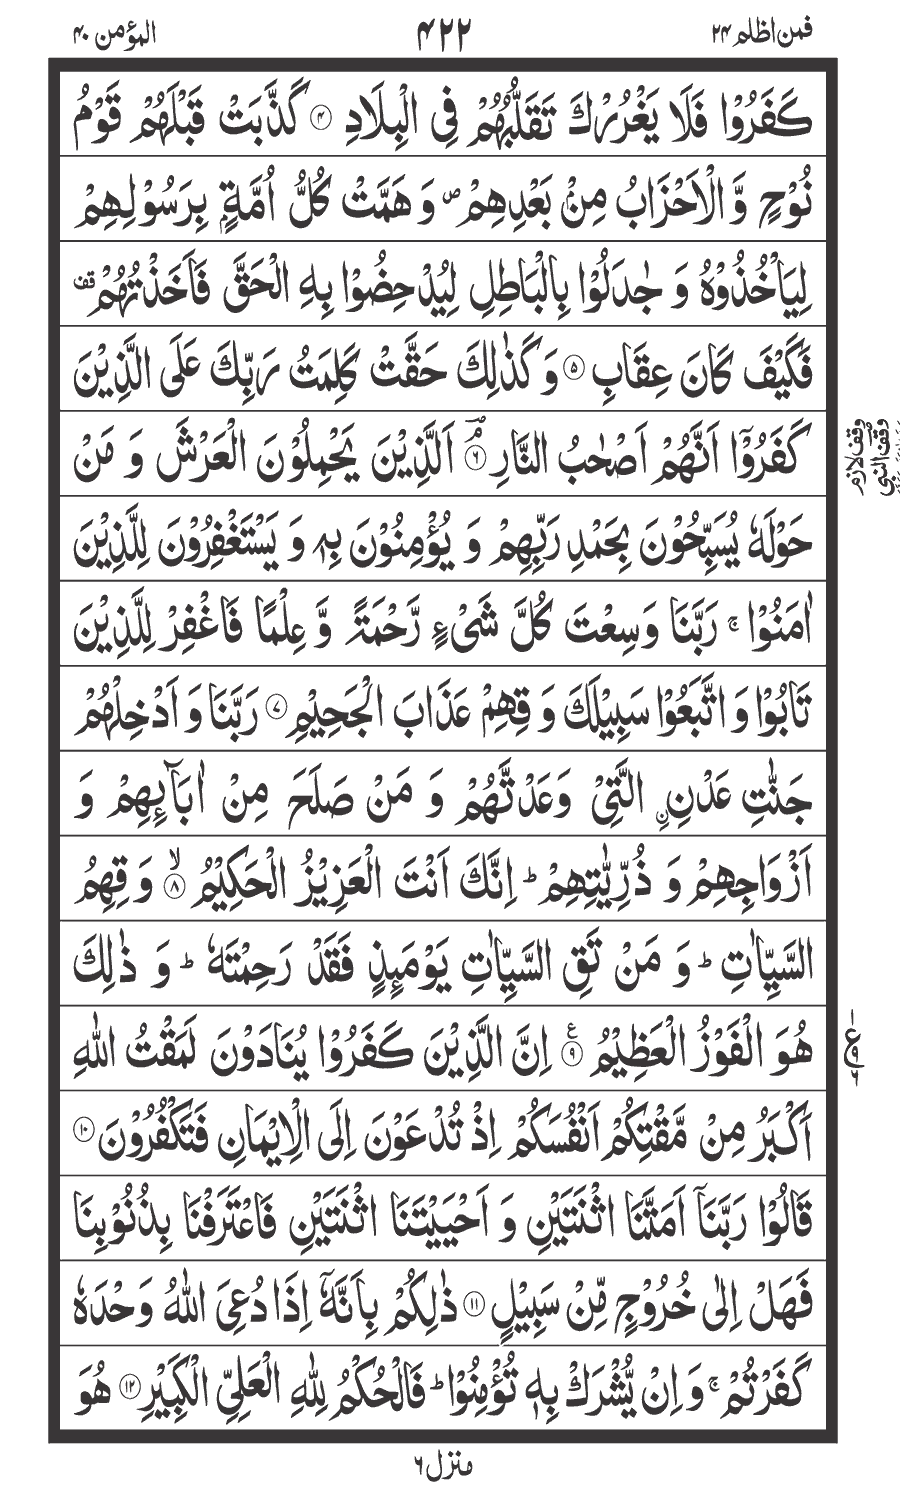 فمن اظلم ۲۴
۴۲۲
المؤمن ۴۰
كَفَرُوْا فَلَا يَغْرُرْكَ تَقَلُّبُهُمْ فِى الْبِلَادِ ۴ كَذَّبَتْ قَبْلَهُمْ قَوْمُ
نُوْحٍ وَّ الْاَحْزَابُ مِنْۢ بَعْدِهِمْ ۖ وَ هَمَّتْ كُلُّ اُمَّةٍۭ بِرَسُوْلِهِمْ
لِيَاْخُذُوْهُ وَ جٰدَلُوْا بِالْبَاطِلِ لِيُدْحِضُوْا بِهِ الْحَقَّ فَاَخَذْتُهُمْ قف
فَكَيْفَ كَانَ عِقَابِ ۵ وَ كَذٰلِكَ حَقَّتْ كَلِمَتُ رَبِّكَ عَلَى الَّذِيْنَ
كَفَرُوْۤا اَنَّهُمْ اَصْحٰبُ النَّارِ ۘ ۶ اَلَّذِيْنَ يَحْمِلُوْنَ الْعَرْشَ وَ مَنْ
وقف لازم
وقف النبي
حَوْلَهٗ يُسَبِّحُوْنَ بِحَمْدِ رَبِّهِمْ وَ يُؤْمِنُوْنَ بِهٖ وَ يَسْتَغْفِرُوْنَ لِلَّذِيْنَ
اٰمَنُوْا ۚ رَبَّنَا وَسِعْتَ كُلَّ شَىْءٍ رَّحْمَةً وَّ عِلْمًا فَاغْفِرْ لِلَّذِيْنَ
تَابُوْا وَ اتَّبَعُوْا سَبِيْلَكَ وَ قِهِمْ عَذَابَ الْجَحِيْمِ ۷ رَبَّنَا وَ اَدْخِلْهُمْ
جَنّٰتِ عَدْنِ ِ۟ الَّتِىْ وَعَدْتَّهُمْ وَ مَنْ صَلَحَ مِنْ اٰبَآئِهِمْ وَ
اَزْوَاجِهِمْ وَ ذُرِّيّٰتِهِمْ ؕ اِنَّكَ اَنْتَ الْعَزِيْزُ الْحَكِيْمُ ۙ ۸ وَ قِهِمُ
السَّيِّاٰتِ ؕ وَ مَنْ تَقِ السَّيِّاٰتِ يَوْمَئِذٍ فَقَدْ رَحِمْتَهٗ ؕ وَ ذٰلِكَ
هُوَ الْفَوْزُ الْعَظِيْمُ ۹ ع اِنَّ الَّذِيْنَ كَفَرُوْا يُنَادَوْنَ لَمَقْتُ اللّٰهِ
ع
اَكْبَرُ مِنْ مَّقْتِكُمْ اَنْفُسَكُمْ اِذْ تُدْعَوْنَ اِلَى الْاِيْمَانِ فَتَكْفُرُوْنَ ۱۰
قَالُوْا رَبَّنَاۤ اَمَتَّنَا اثْنَتَيْنِ وَ اَحْيَيْتَنَا اثْنَتَيْنِ فَاعْتَرَفْنَا بِذُنُوْبِنَا
فَهَلْ اِلٰى خُرُوْجٍ مِّنْ سَبِيْلٍ ۱۱ ذٰلِكُمْ بِاَنَّهٗۤ اِذَا دُعِىَ اللّٰهُ وَحْدَهٗ
كَفَرْتُمْ ۚ وَ اِنْ يُّشْرَكْ بِهٖ تُؤْمِنُوْا ؕ فَالْحُكْمُ لِلّٰهِ الْعَلِىِّ الْكَبِيْرِ ۱۲ هُوَ
منزل ۶